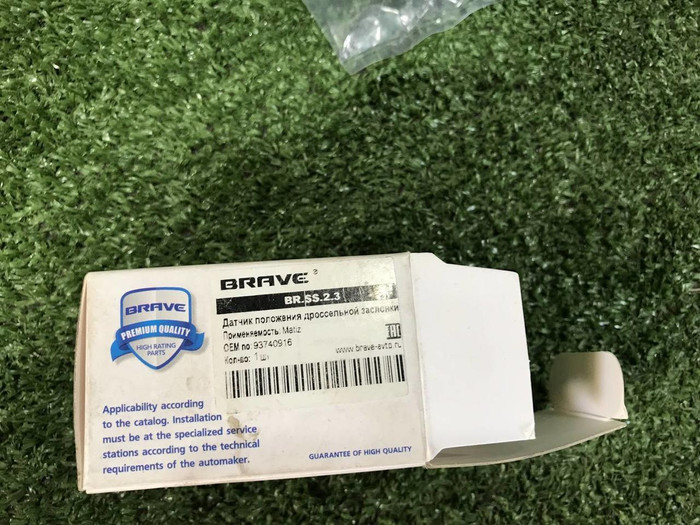 BRAVE
PREMIUM QUALITY
HIGH RATING
PARTS
BRAVE®
BR.SS.2.3
Датчик положения дроссельной заслонки
Применяемость: Matiz
OEM no: 93740916
EAC
Кол-во: 1 шт
www.brave-avto.ru
Applicability according
to the catalog. Installation
must be at the specialized service
stations according to the technical
requirements of the automaker.
GUARANTEE OF HIGH QUALITY